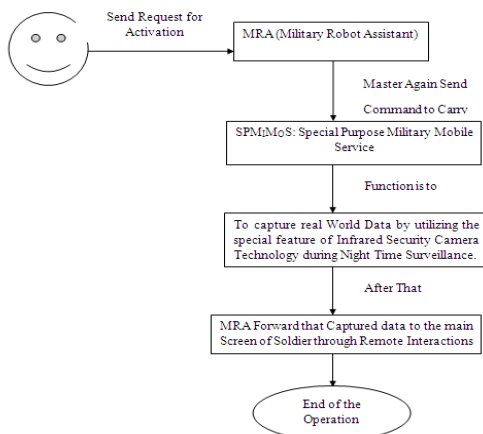 Send Request for
Activation
MRA (Military Robot Assistant)
Master Again Send
Command to Carry
SPMIMOS: Special Purpose Military Mobile
Service
Function is to
To capture real World Data by utilizing the
special feature of Infrared Security Camera
Technology during Night Time Surveillance.
After That
MRA Forward that Captured data to the main
Screen of Soldier through Remote Interactions
End of the
Operation